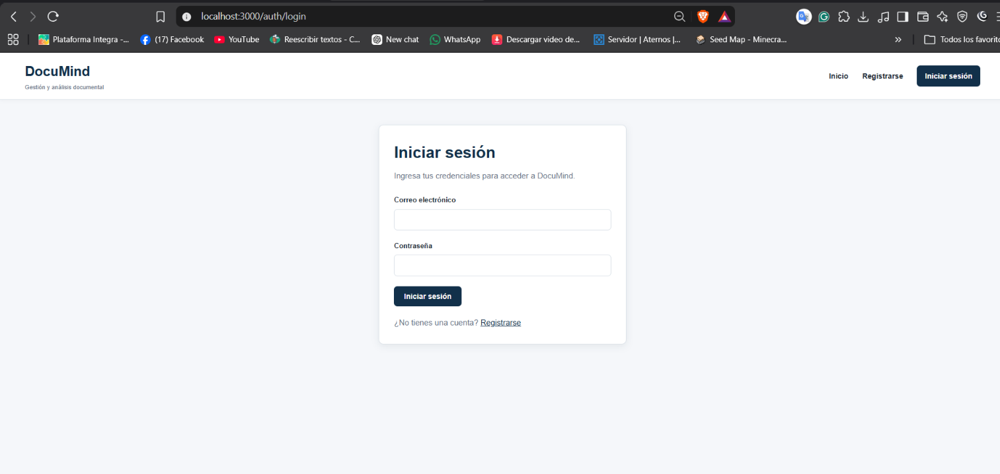 localhost:3000/auth/login
Plataforma Integra -...
(17) Facebook
YouTube
Reescribir textos - C...
New chat
WhatsApp
Descargar video de...
Servidor | Aternos |...
Seed Map - Minecra...
»
Todos los favorito
DocuMind
Gestión y análisis documental
Inicio
Registrarse
Iniciar sesión
Iniciar sesión
Ingresa tus credenciales para acceder a DocuMind.
Correo electrónico
Contraseña
Iniciar sesión
¿No tienes una cuenta? Registrarse